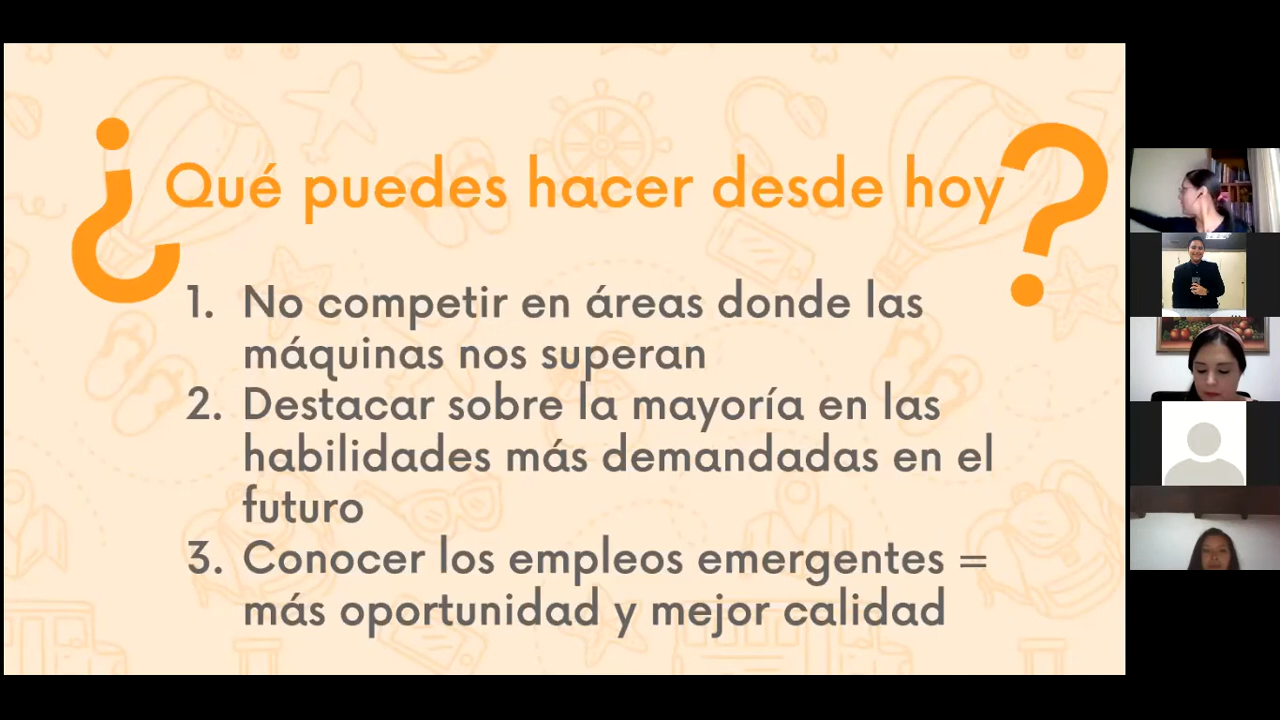 ¿Qué puedes hacer desde hoy?
1. No competir en áreas donde las
máquinas nos superan
2. Destacar sobre la mayoría en las
habilidades más demandadas en el
futuro
3. Conocer los empleos emergentes =
más oportunidad y mejor calidad